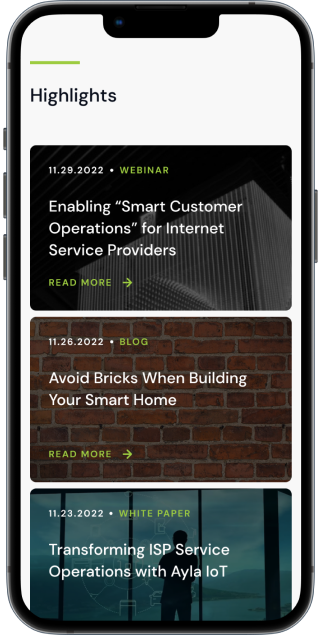 Highlights
11.29.2022 • WEBINAR
Enabling “Smart Customer
Operations” for Internet
Service Providers
READ MORE →
11.26.2022 • BLOG
Avoid Bricks When Building
Your Smart Home
READ MORE →
11.23.2022 • WHITE PAPER
Transforming ISP Service
Operations with Ayla IoT